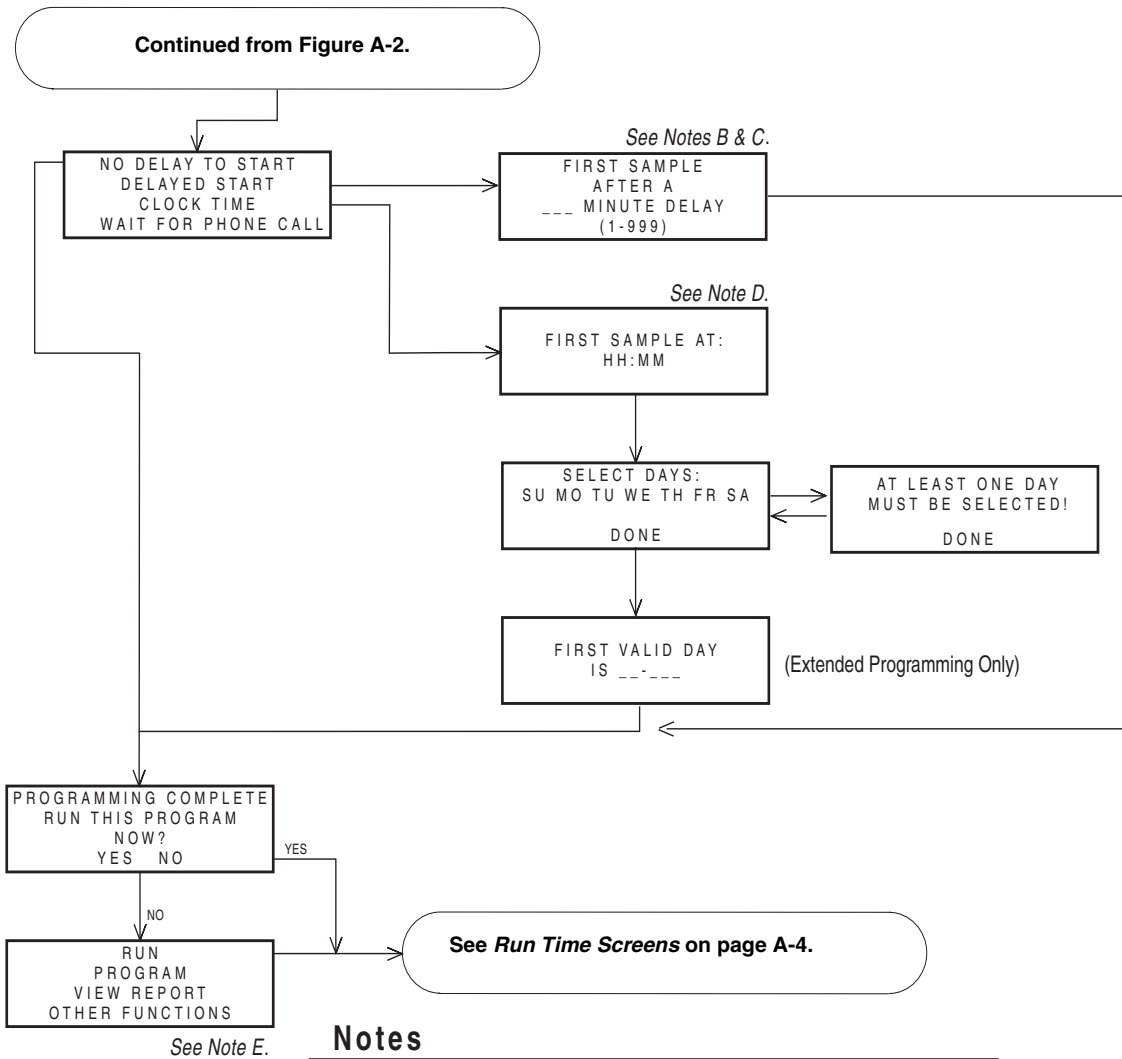 Continued from Figure A-2.
NO DELAY TO START
DELAYED START
CLOCK TIME
WAIT FOR PHONE CALL
See Notes B & C.
FIRST SAMPLE
AFTER A
___ MINUTE DELAY
(1-999)
See Note D.
FIRST SAMPLE AT:
HH:MM
SELECT DAYS:
SU MO TU WE TH FR SA
DONE
AT LEAST ONE DAY
MUST BE SELECTED!
DONE
FIRST VALID DAY
IS __-___
(Extended Programming Only)
PROGRAMMING COMPLETE
RUN THIS PROGRAM
NOW?
YES NO
YES
NO
RUN
PROGRAM
VIEW REPORT
OTHER FUNCTIONS
See Run Time Screens on page A-4.
See Note E.
Notes